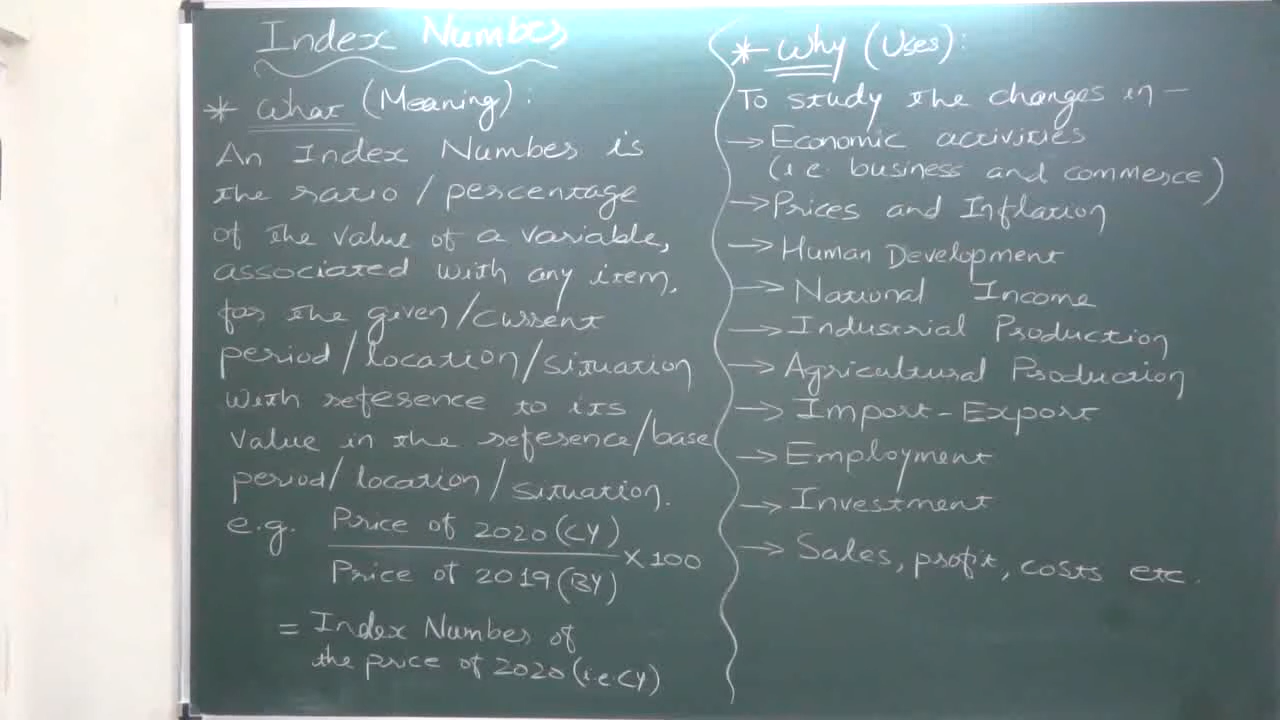 Index Number
* What (Meaning):
An Index Number is
the ratio / percentage
of the value of a variable,
associated with any item,
for the given/current
period/location/situation
with reference to its
value in the reference/base
period/location/situation.
e.g. Price of 2020 (CY)
Price of 2019 (BY) × 100
= Index Number of
the price of 2020 (i.e. CY)
* Why (Uses):
To study the changes in —
→ Economic activities
(i.e. business and commerce)
→ Prices and Inflation
→ Human Development
→ National Income
→ Industrial Production
→ Agricultural Production
→ Import-Export
→ Employment
→ Investment
→ Sales, profit, costs etc.